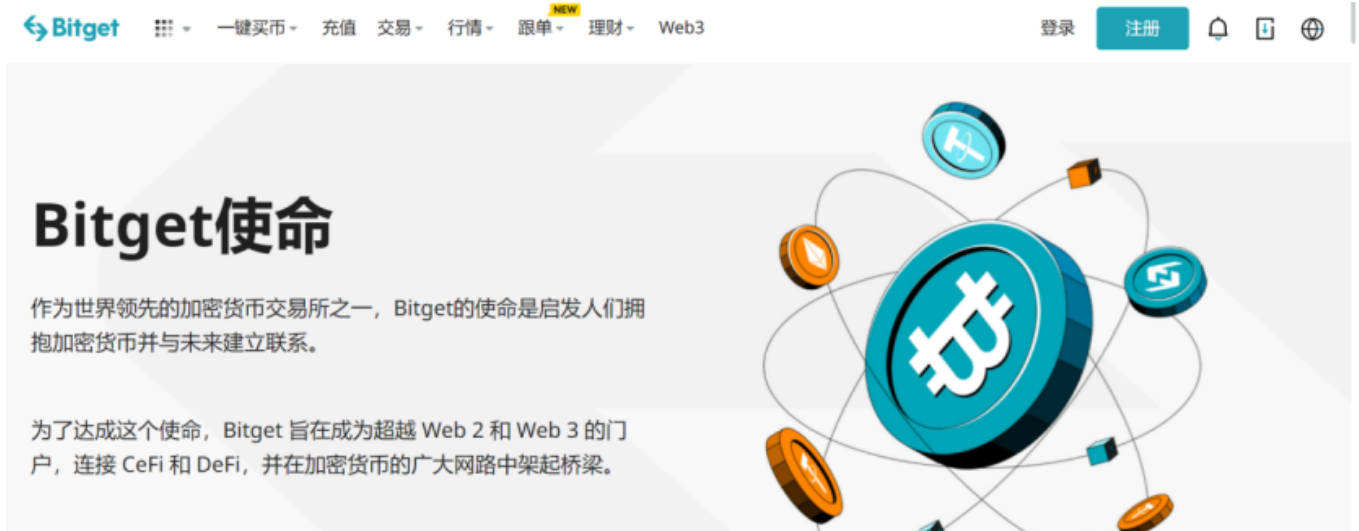 Bitget 一键买币 充值 交易 行情 跟单 NEW 理财 Web3 登录 注册
Bitget使命
作为世界领先的加密货币交易所之一，Bitget的使命是启发人们拥
抱加密货币并与未来建立联系。
为了达成这个使命，Bitget 旨在成为超越 Web 2 和 Web 3 的门
户，连接 CeFi 和 DeFi，并在加密货币的广大网路中架起桥梁。